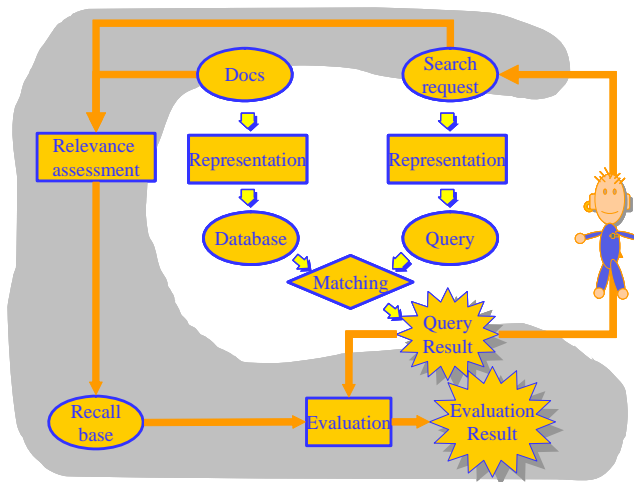 Docs
Search
request
Relevance
assessment
Representation
Representation
Database
Query
Matching
Query
Result
Recall
base
Evaluation
Evaluation
Result